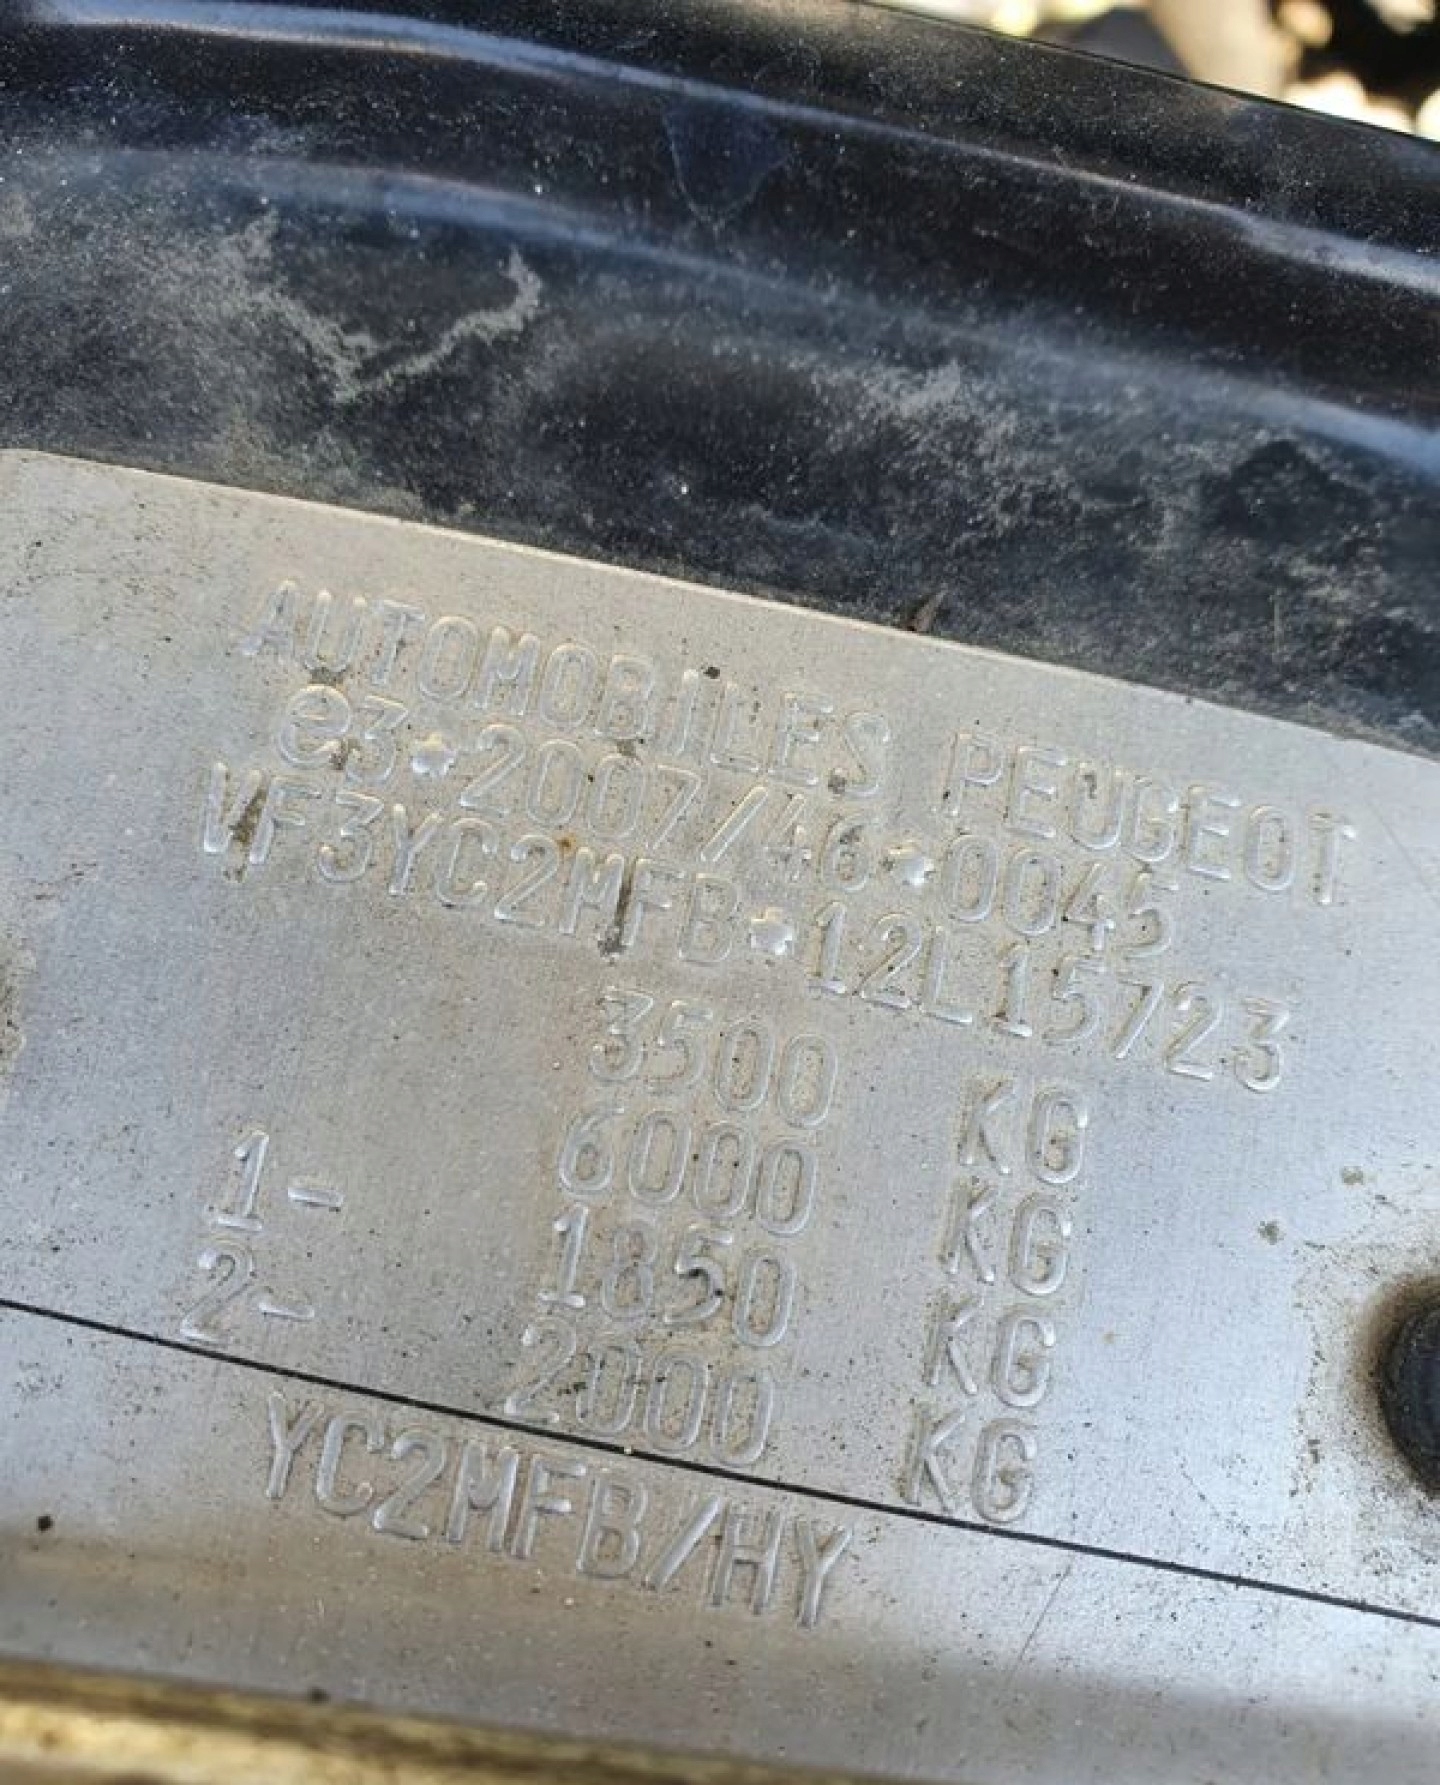 AUTOMOBILES PEUGEOT
e3*2007/46*0045
VF3YC2MFB*12L15723
3500 KG
6000 KG
1- 1850 KG
2- 2000 KG
YC2MFB/HY